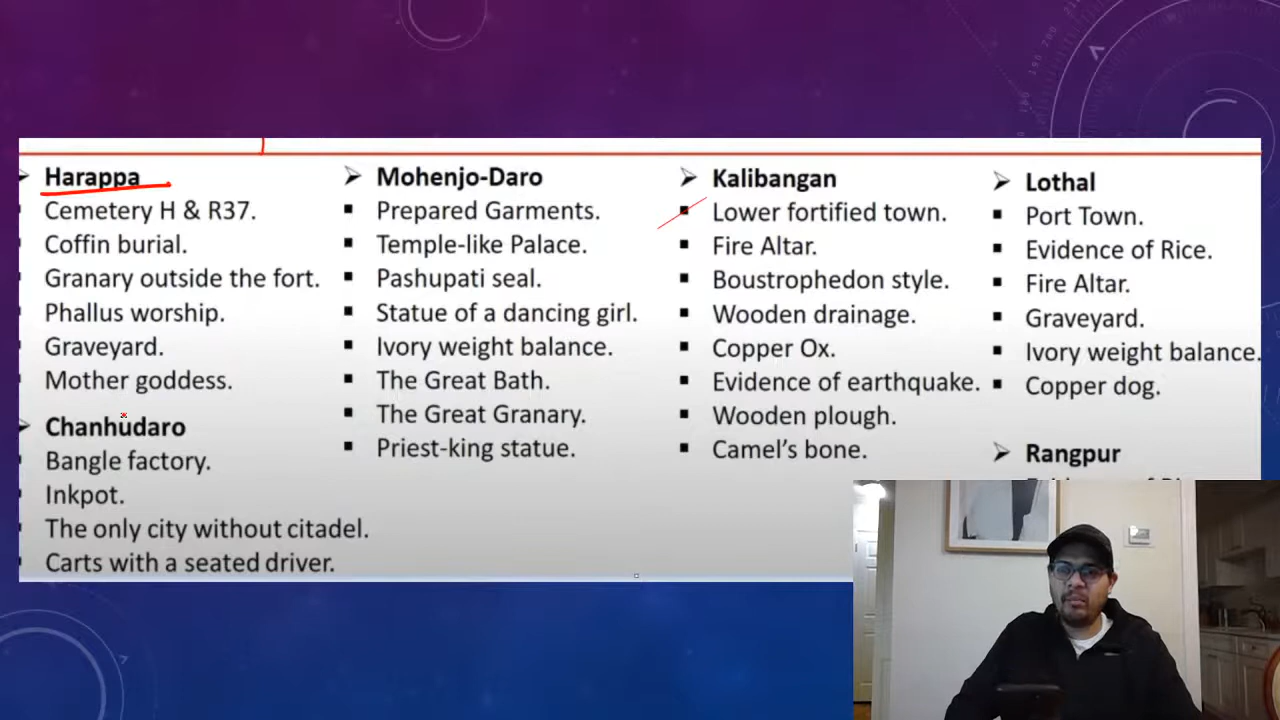 Harappa
Cemetery H & R37.
Coffin burial.
Granary outside the fort.
Phallus worship.
Graveyard.
Mother goddess.
Chanhudaro
Bangle factory.
Inkpot.
The only city without citadel.
Carts with a seated driver.
Mohenjo-Daro
Prepared Garments.
Temple-like Palace.
Pashupati seal.
Statue of a dancing girl.
Ivory weight balance.
The Great Bath.
The Great Granary.
Priest-king statue.
Kalibangan
Lower fortified town.
Fire Altar.
Boustrophedon style.
Wooden drainage.
Copper Ox.
Evidence of earthquake.
Wooden plough.
Camel’s bone.
Lothal
Port Town.
Evidence of Rice.
Fire Altar.
Graveyard.
Ivory weight balance.
Copper dog.
Rangpur